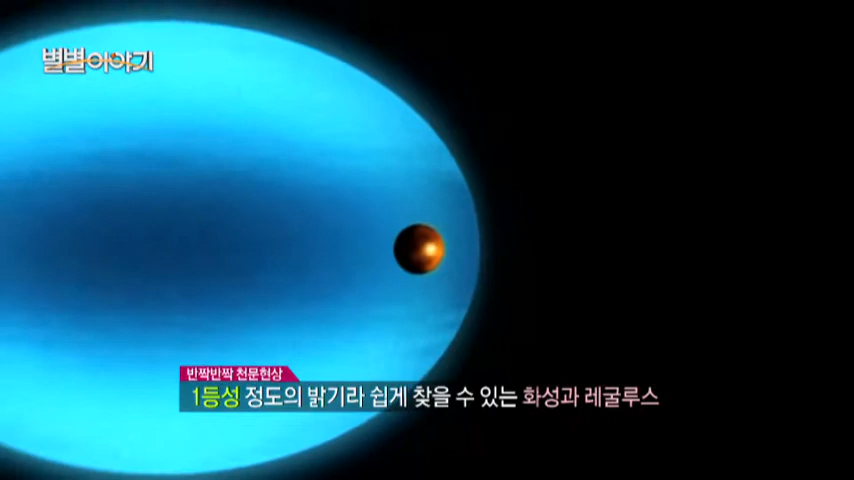 별별이야기
반짝반짝 천문현상
1등성 정도의 밝기라 쉽게 찾을 수 있는 화성과 레굴루스